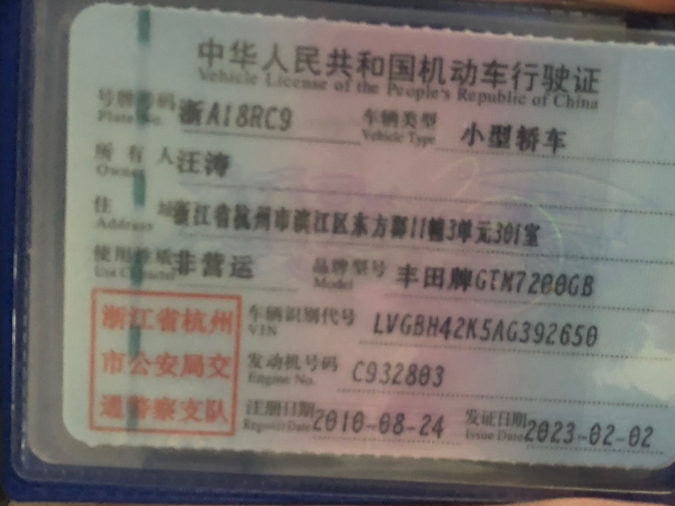 中华人民共和国机动车行驶证
Vehicle License of the People's Republic of China
号牌号码 浙A18RC9 车辆类型 小型轿车
Plate No. Vehicle Type
所有人 汪涛
Owner
住址 浙江省杭州市滨江区东方郡11幢3单元301室
Address
使用性质 非营运 品牌型号 丰田牌GTM7200GB
Use Character Model
浙江省杭州 车辆识别代号 LVGBH42K5AG392650
VIN
市公安局交 发动机号码 C932803
Engine No.
通警察支队 注册日期 2010-08-24 发证日期 2023-02-02
Register Date Issue Date